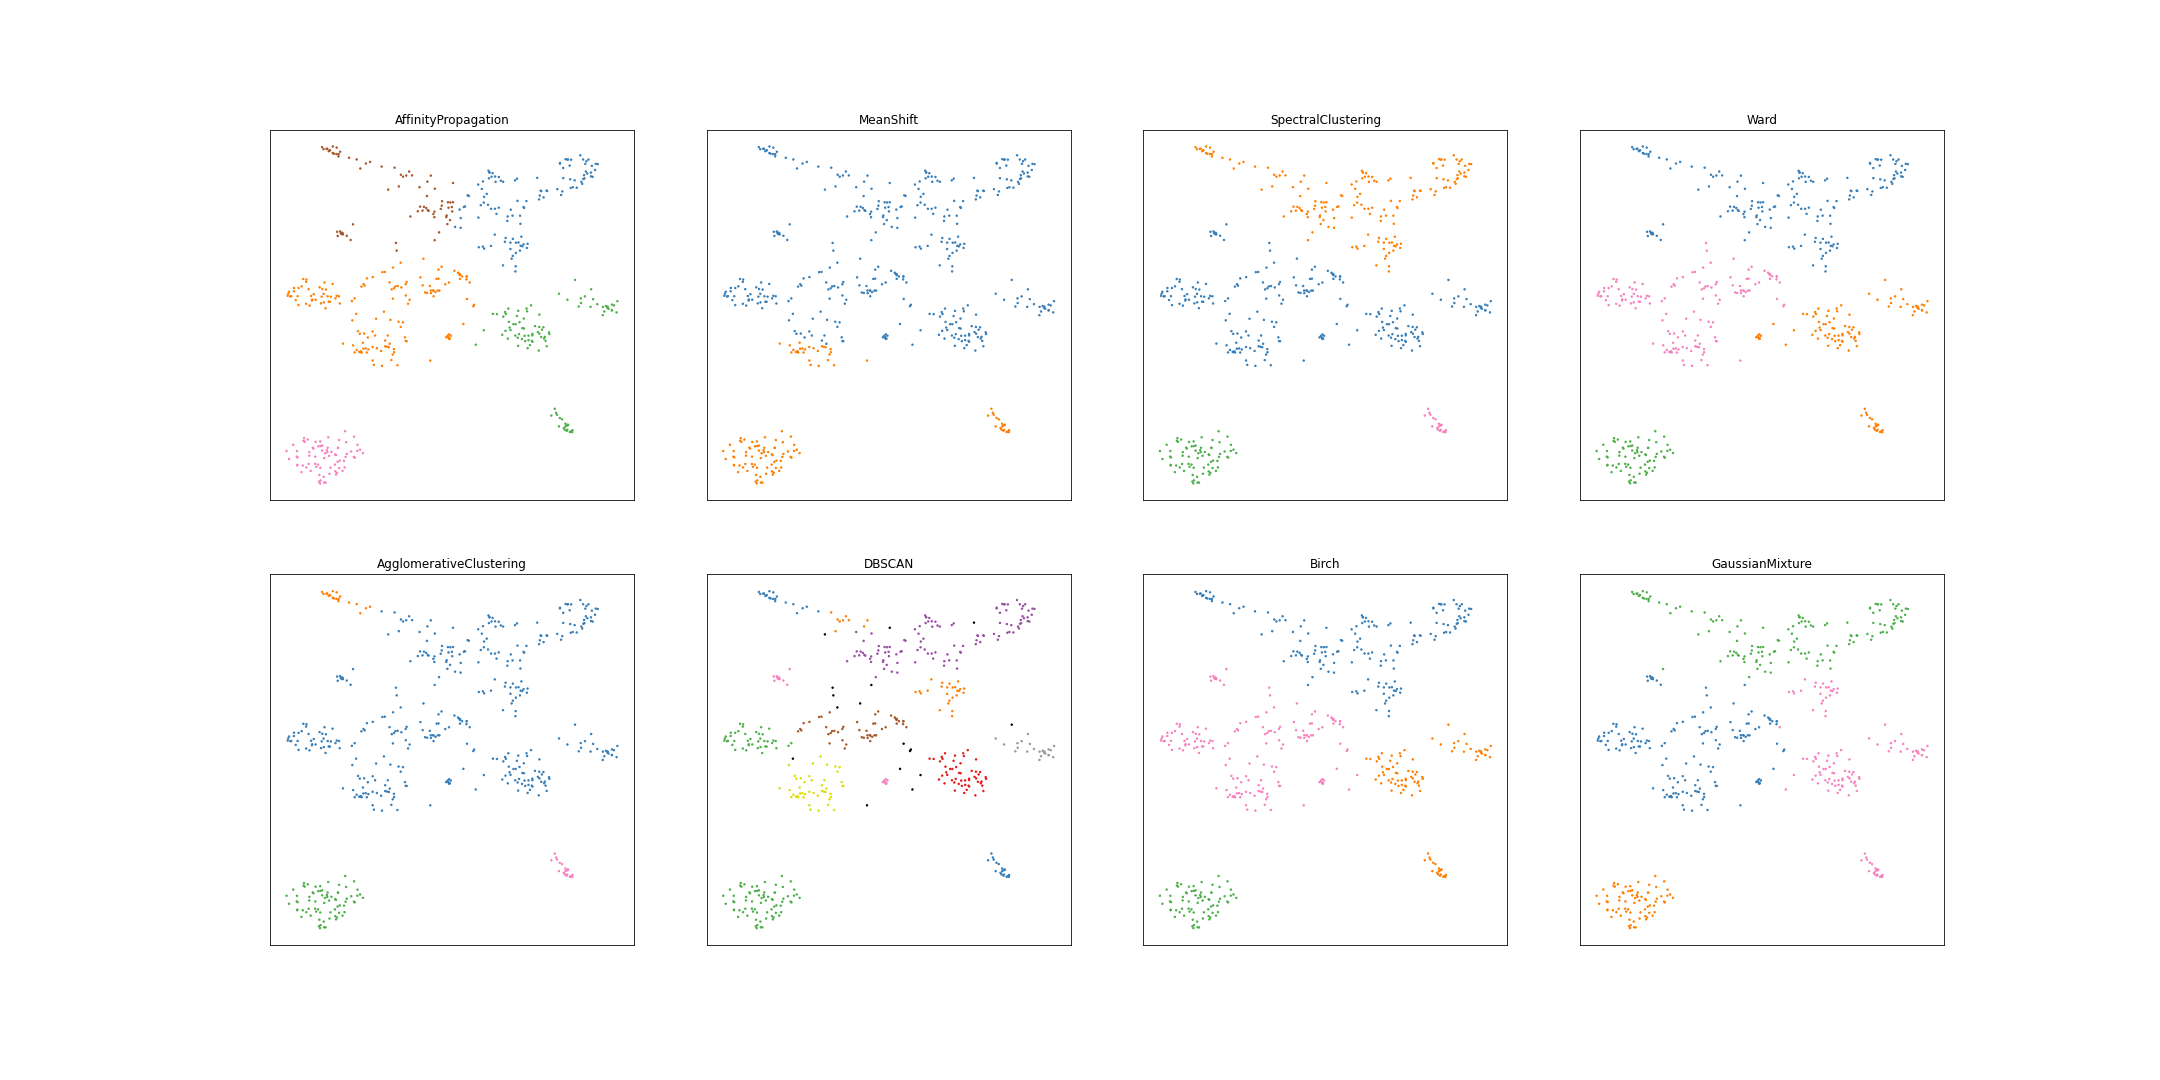 AffinityPropagation
MeanShift
SpectralClustering
Ward
AgglomerativeClustering
DBSCAN
Birch
GaussianMixture